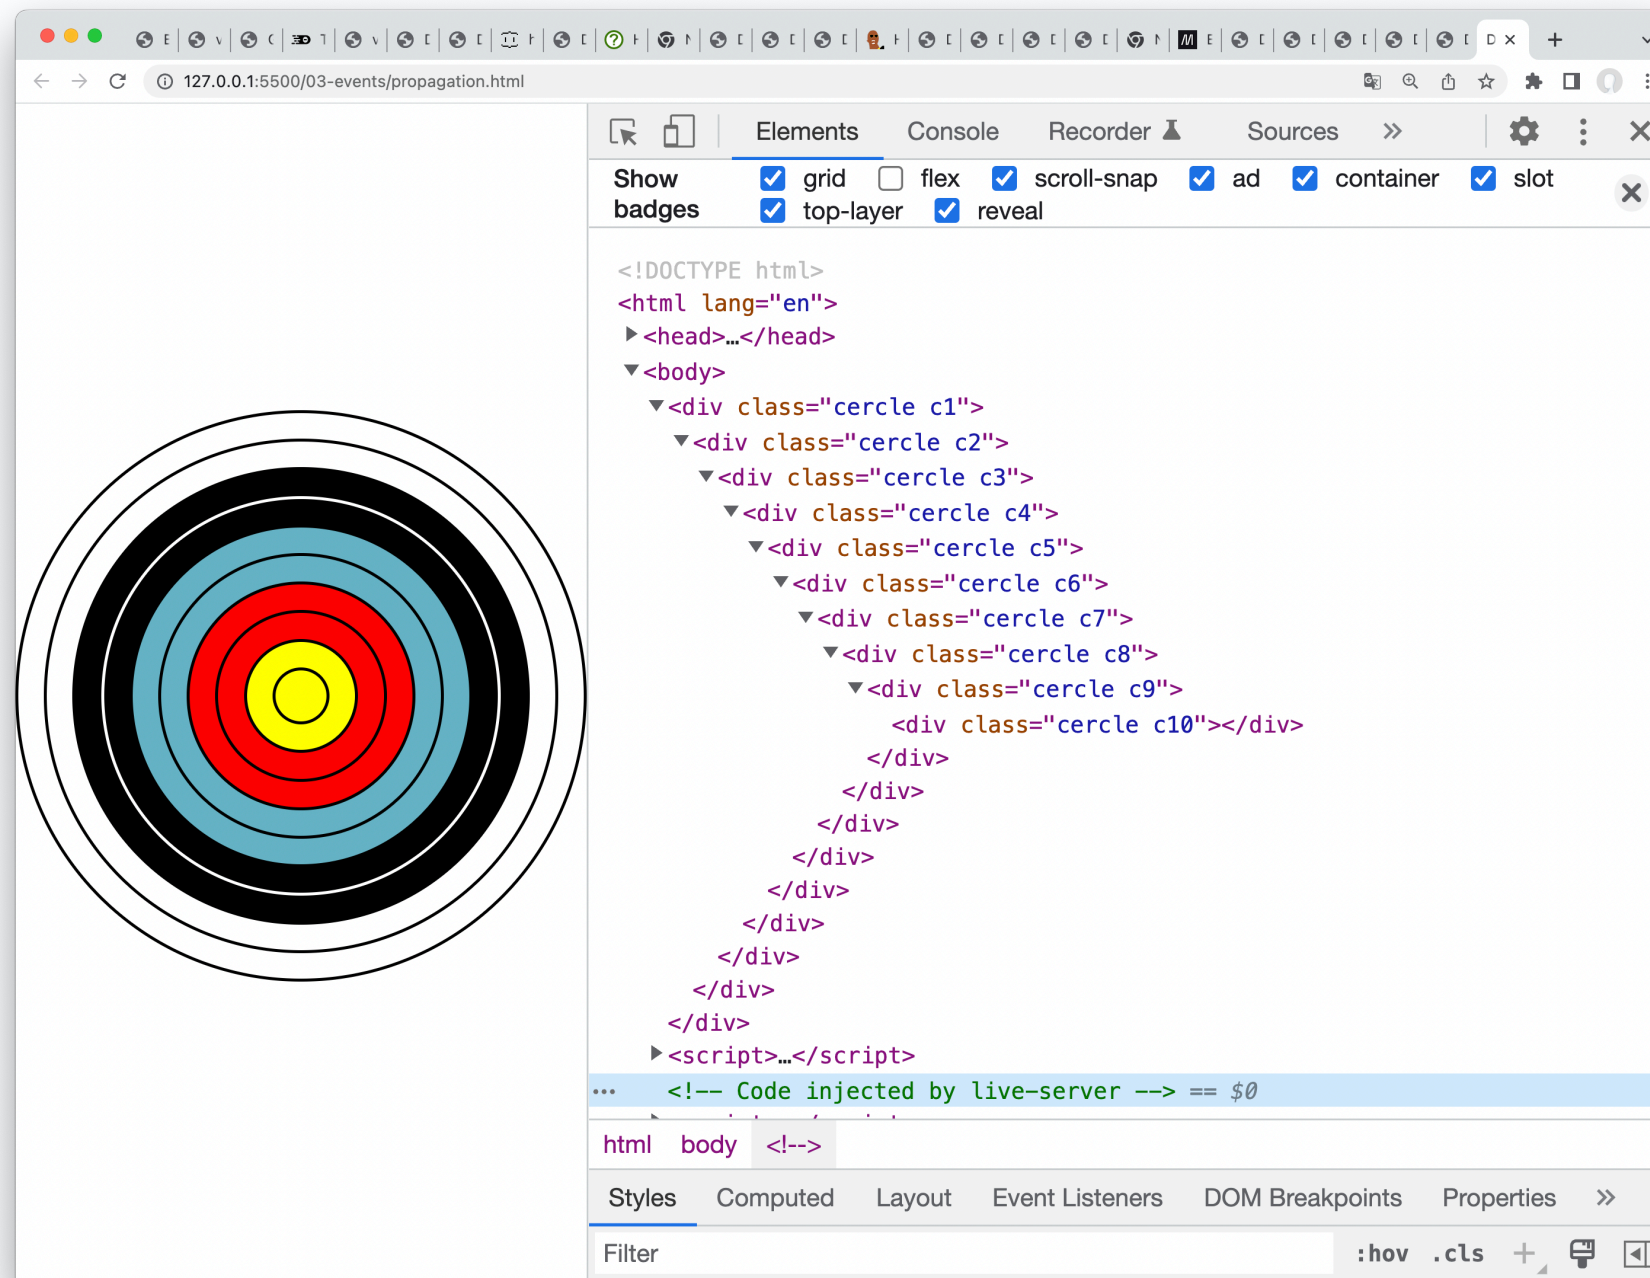 127.0.0.1:5500/03-events/propagation.html
Elements Console Recorder Sources »
Show badges
grid flex scroll-snap ad container slot
top-layer reveal
<!DOCTYPE html>
<html lang="en">
<head>…</head>
<body>
<div class="cercle c1">
<div class="cercle c2">
<div class="cercle c3">
<div class="cercle c4">
<div class="cercle c5">
<div class="cercle c6">
<div class="cercle c7">
<div class="cercle c8">
<div class="cercle c9">
<div class="cercle c10"></div>
</div>
</div>
</div>
</div>
</div>
</div>
</div>
</div>
</div>
<script>…</script>
<!-- Code injected by live-server --> == $0
html body <!-->
Styles Computed Layout Event Listeners DOM Breakpoints Properties »
Filter :hov .cls